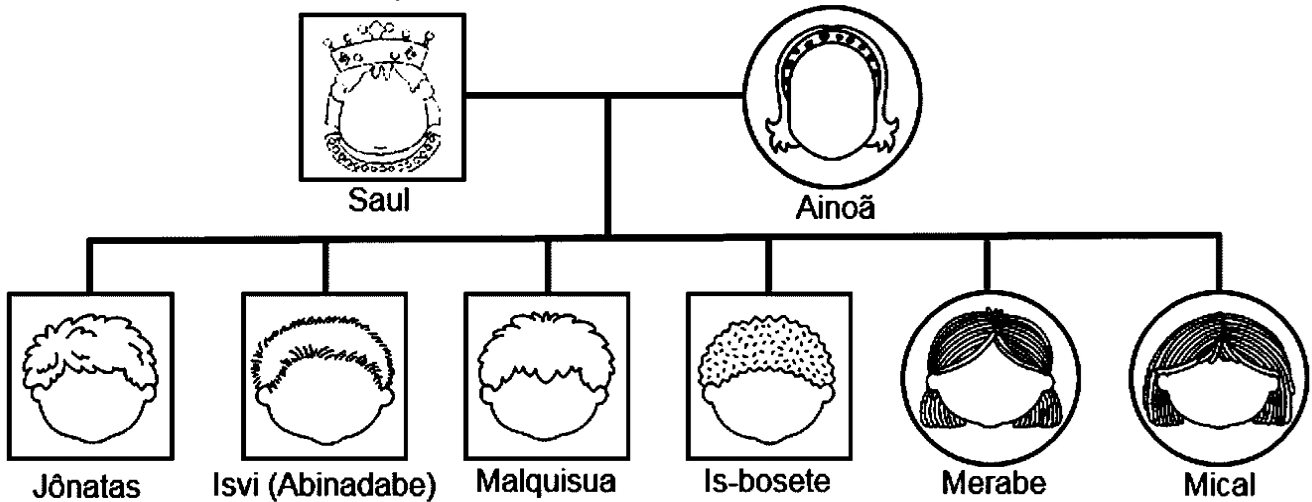 Saul
Ainoã
Jônatas
Isvi (Abinadabe)
Malquisua
Is-bosete
Merabe
Mical